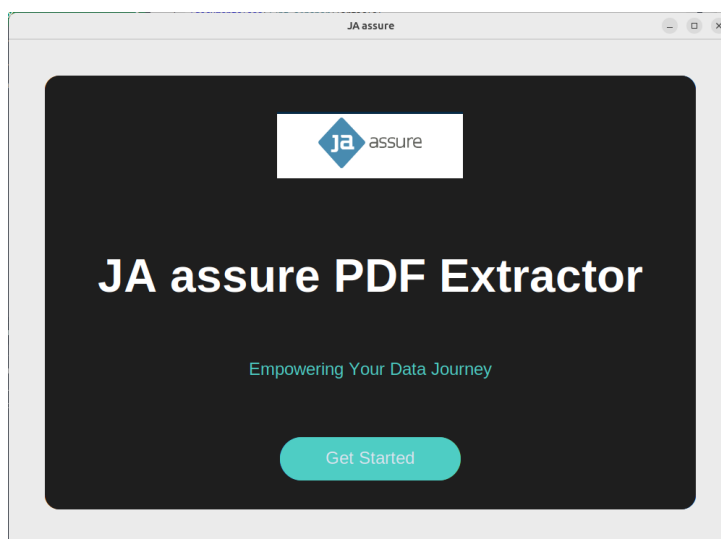 JA assure
ja assure
JA assure PDF Extractor
Empowering Your Data Journey
Get Started